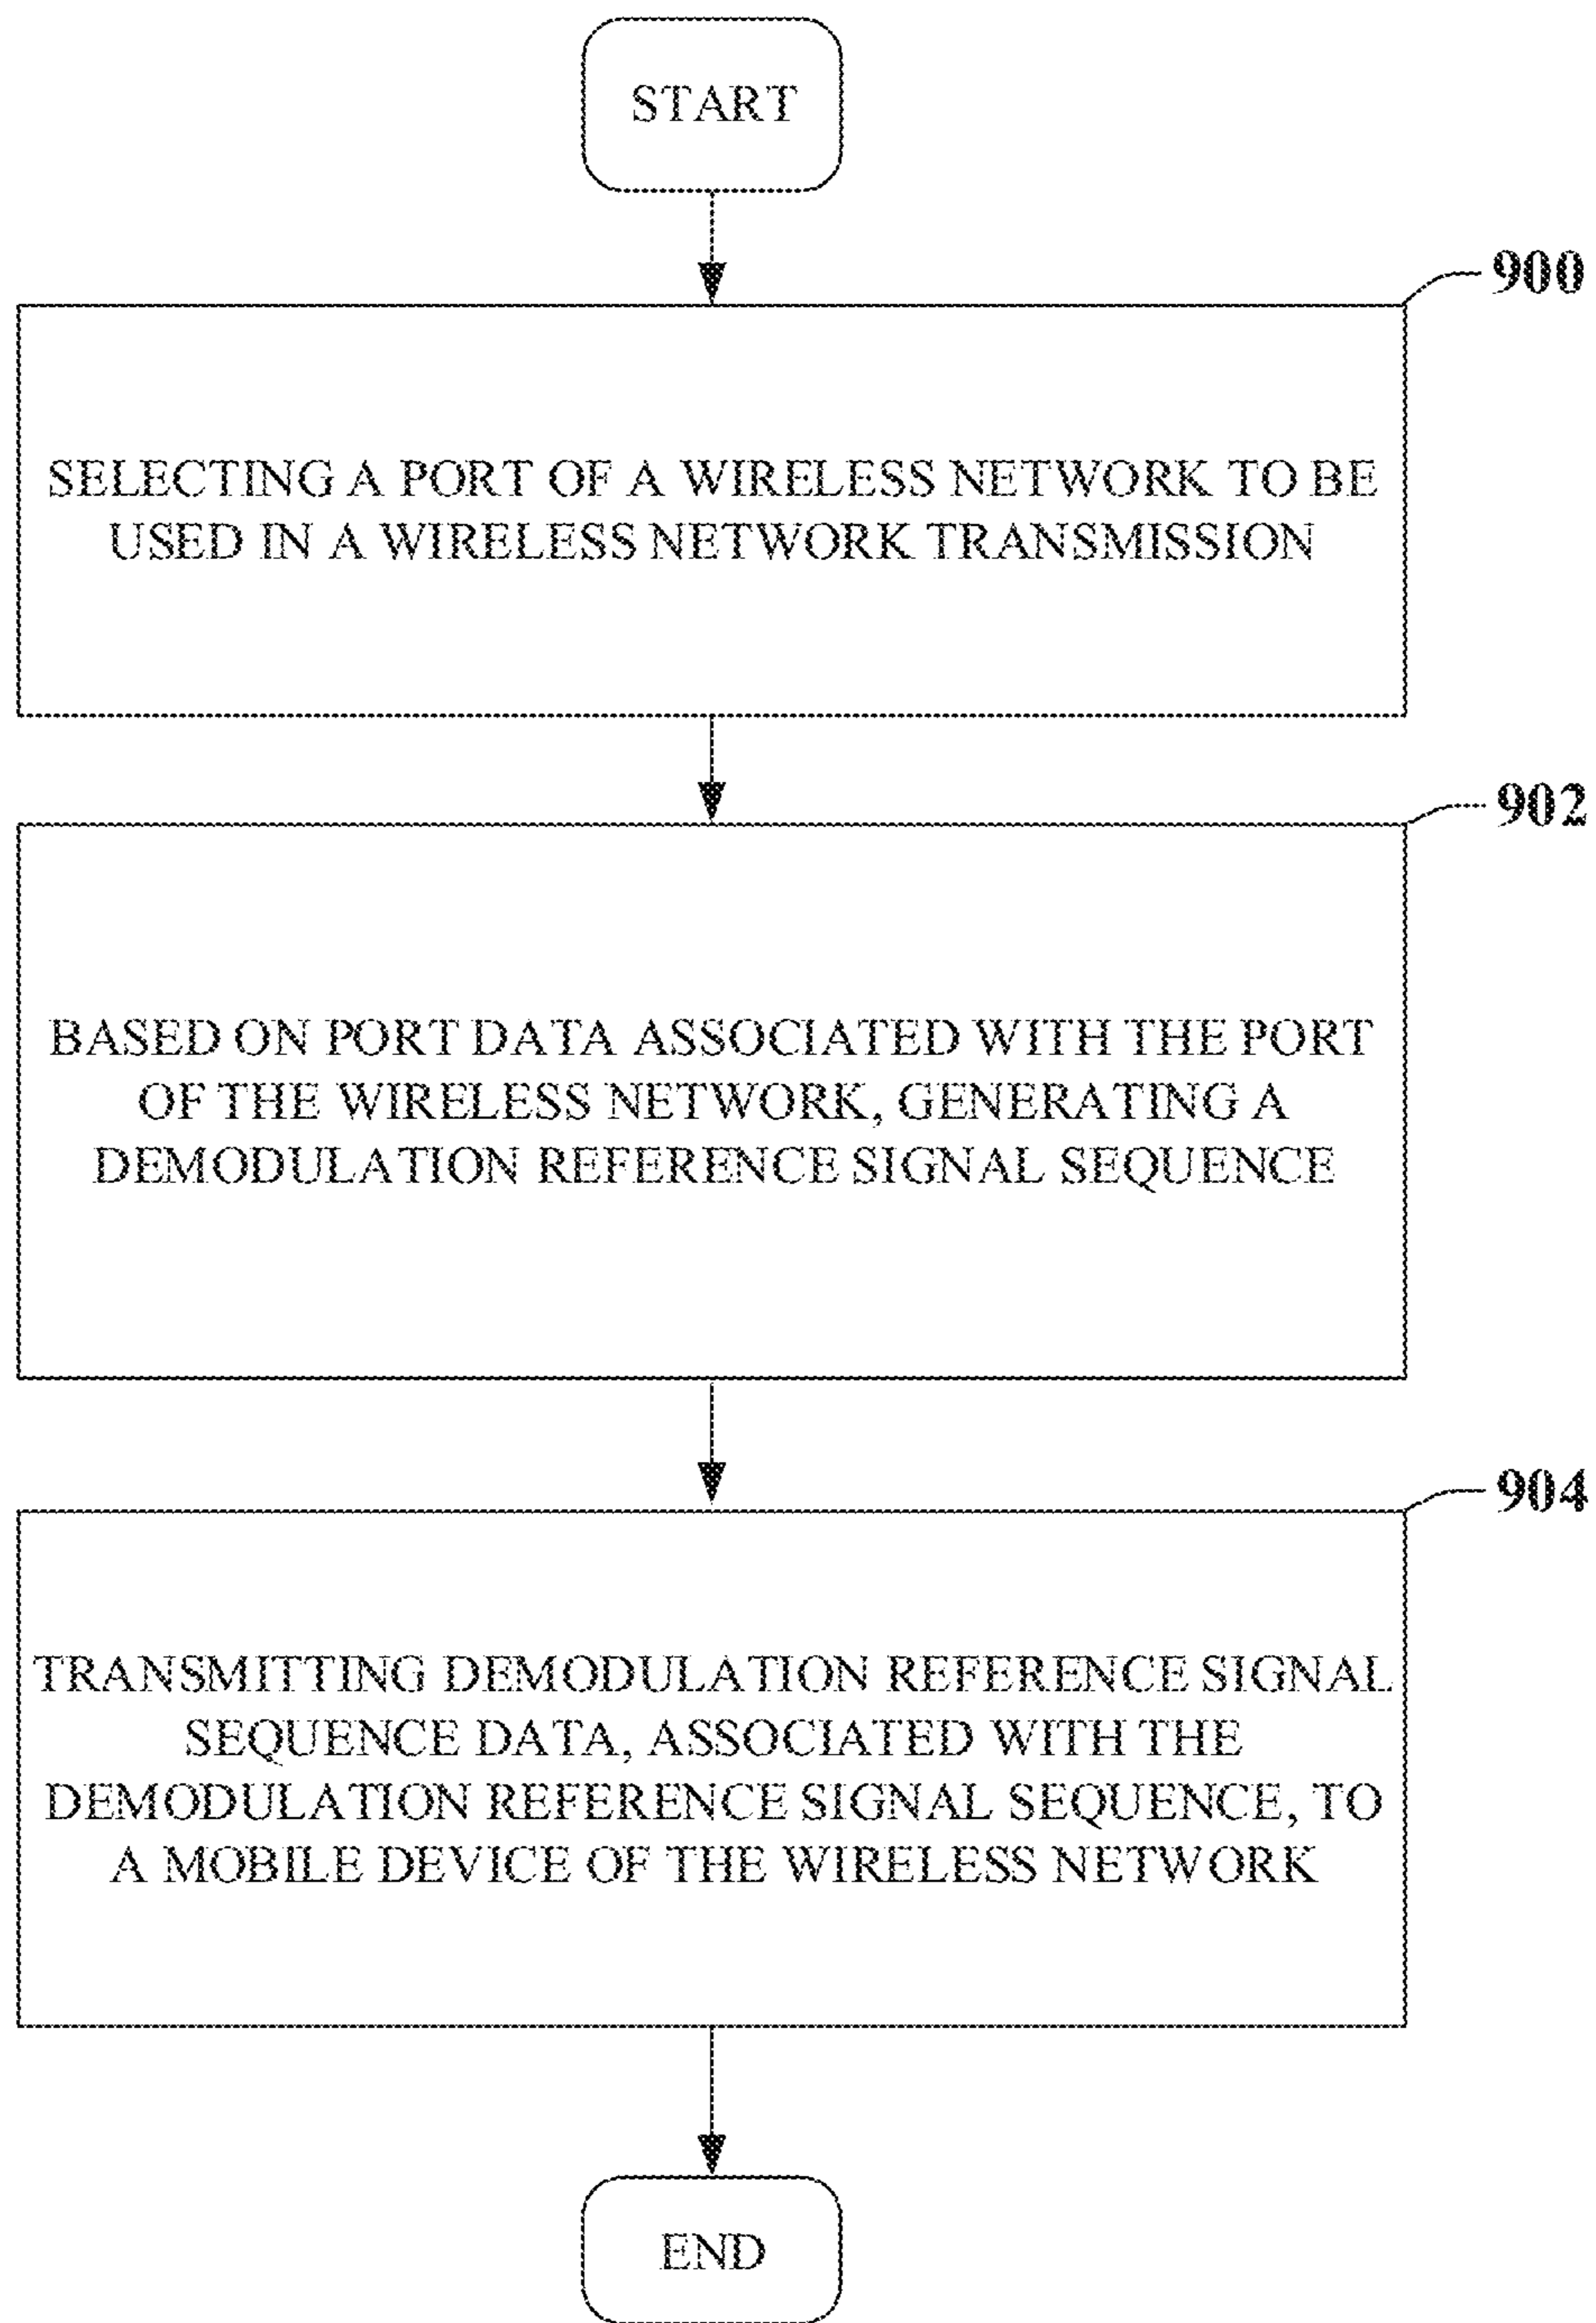 START
900
SELECTING A PORT OF A WIRELESS NETWORK TO BE
USED IN A WIRELESS NETWORK TRANSMISSION
902
BASED ON PORT DATA ASSOCIATED WITH THE PORT
OF THE WIRELESS NETWORK, GENERATING A
DEMODULATION REFERENCE SIGNAL SEQUENCE
904
TRANSMITTING DEMODULATION REFERENCE SIGNAL
SEQUENCE DATA, ASSOCIATED WITH THE
DEMODULATION REFERENCE SIGNAL SEQUENCE, TO
A MOBILE DEVICE OF THE WIRELESS NETWORK
END